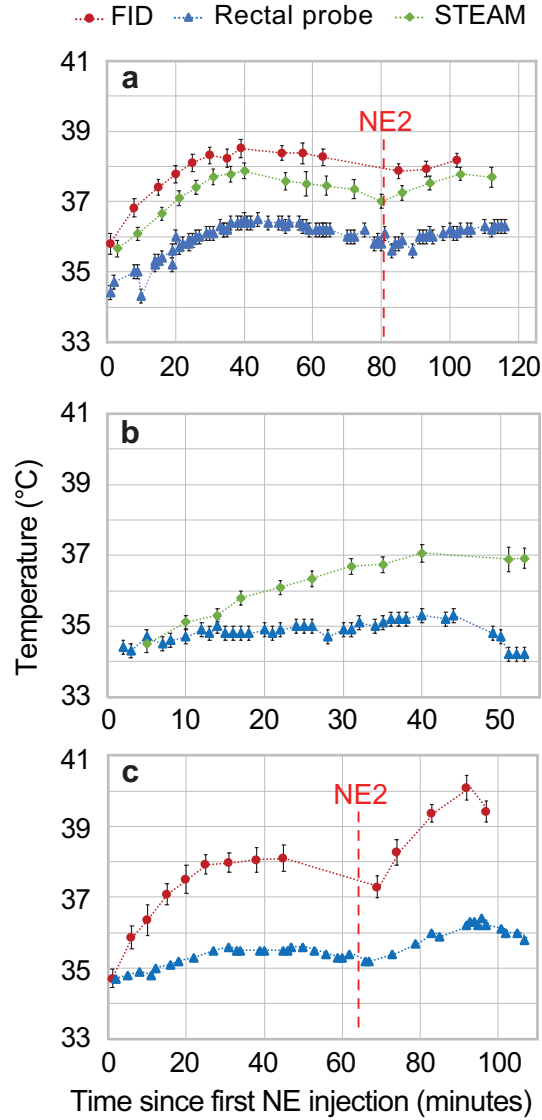 FID Rectal probe STEAM
a
41
39
37
35
33
NE2
0 20 40 60 80 100 120
b
41
39
37
35
33
0 10 20 30 40 50
Temperature (°C)
c
41
39
37
35
33
NE2
0 20 40 60 80 100
Time since first NE injection (minutes)